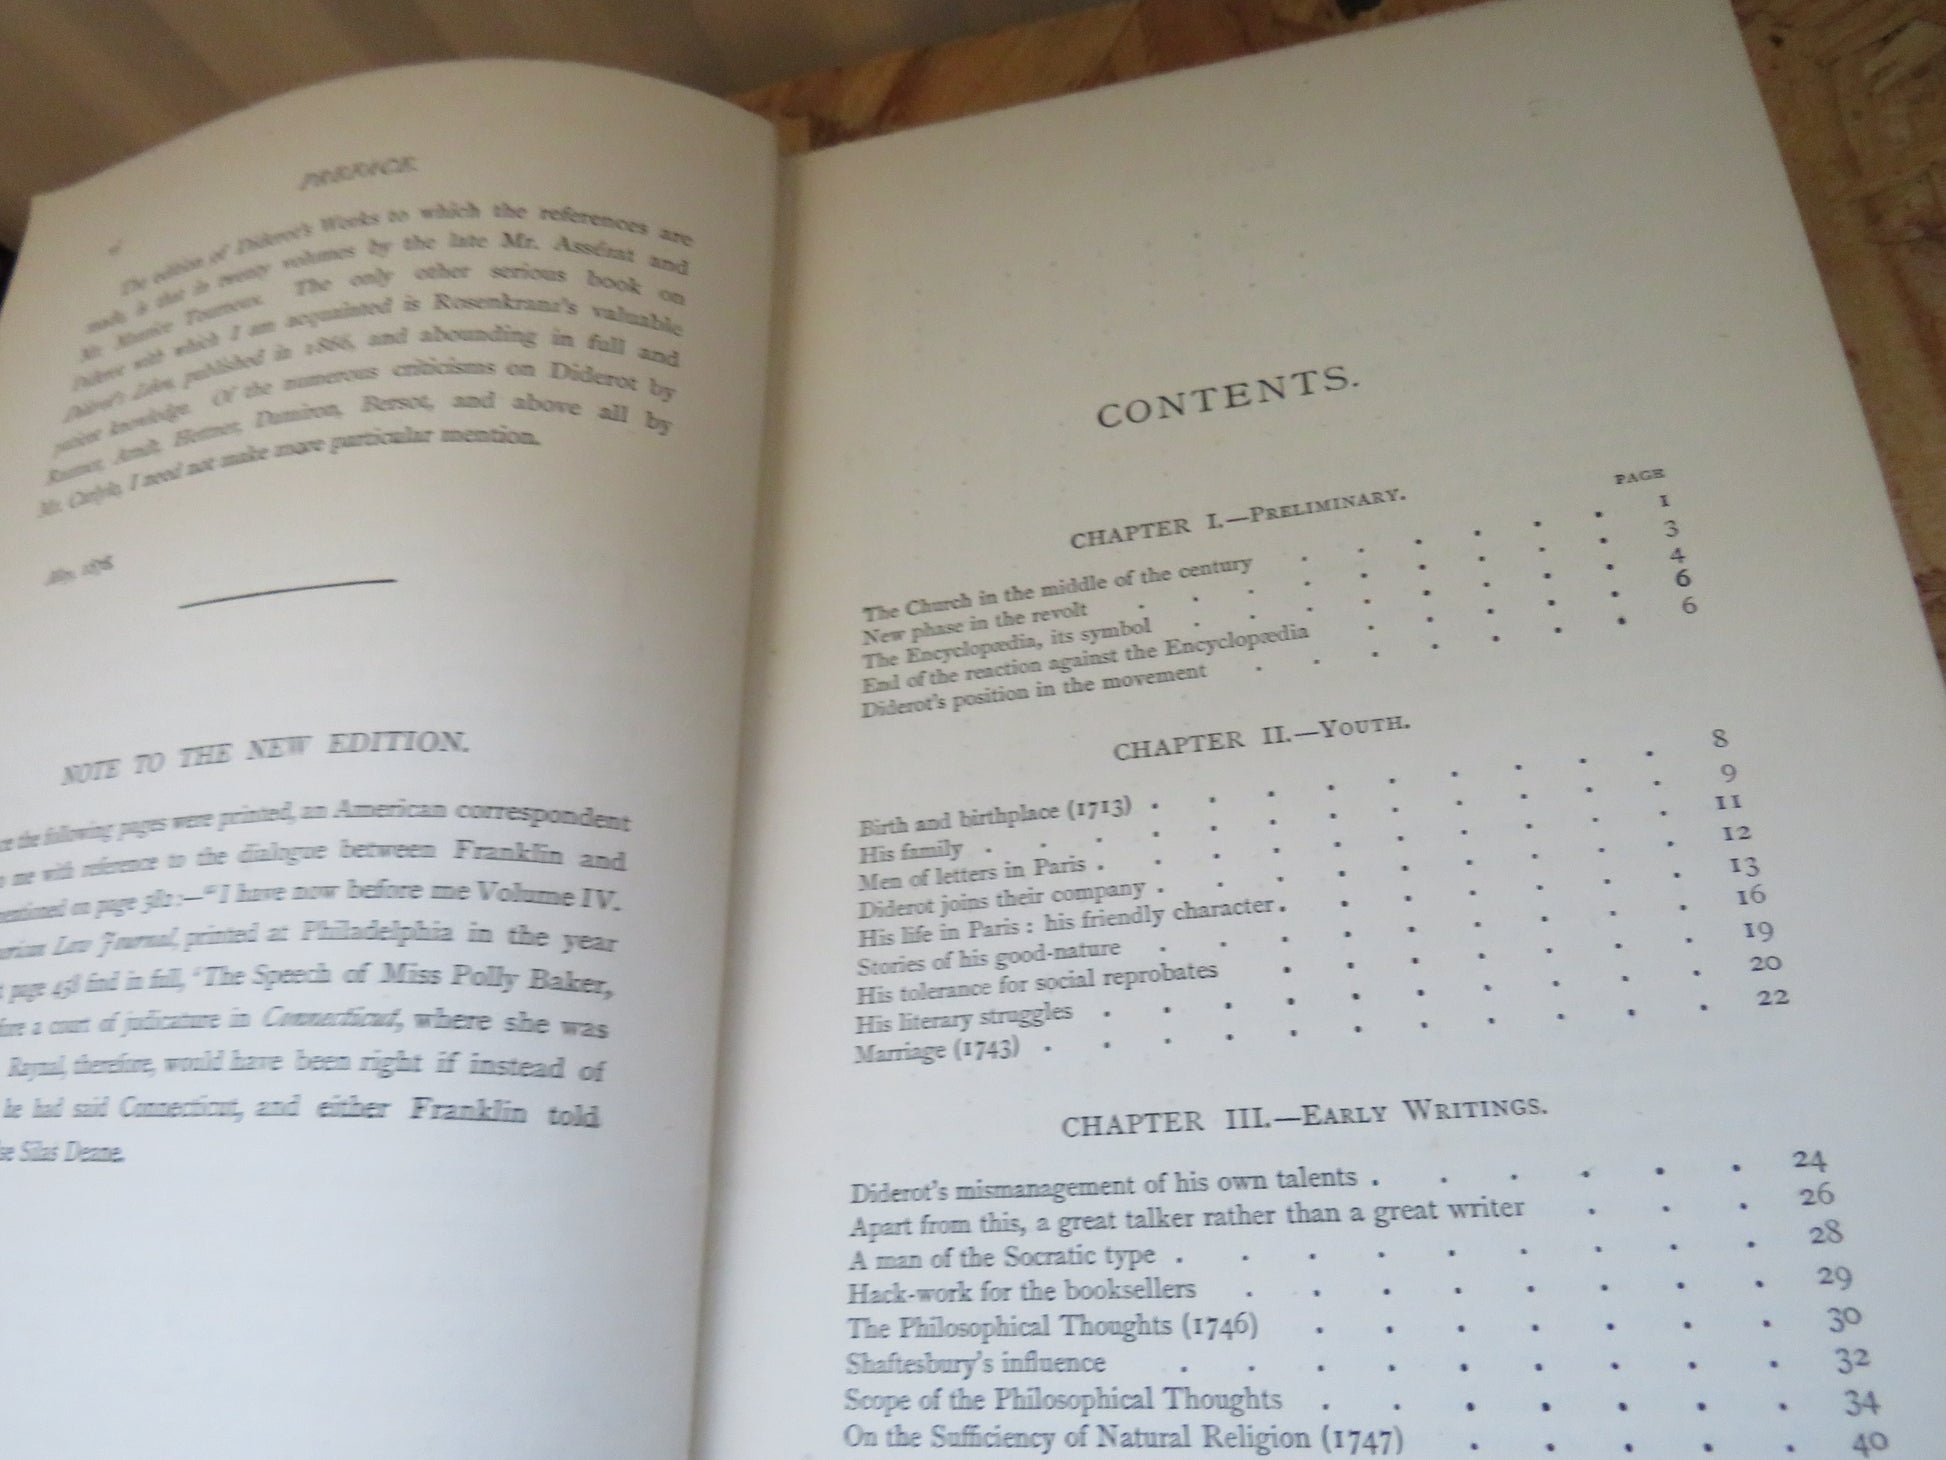 PREFACE.
The edition of Diderot's Works to which the references are
made, is that in twenty volumes by the late Mr. Assézat and
Mr. Maurice Tourneux. The only other serious book on
Diderot with which I am acquainted is Rosenkranz's valuable
Diderot's Leben, published in 1866, and abounding in full and
patient knowledge. Of the numerous criticisms on Diderot by
Raumer, Arndt, Hettner, Damiron, Bersot, and above all by
Mr. Carlyle, I need not make more particular mention.
May, 1878.
NOTE TO THE NEW EDITION.
the following pages were printed, an American correspondent
me with reference to the dialogue between Franklin and
mentioned on page 382:—"I have now before me Volume IV.
Law Journal, printed at Philadelphia in the year
page 458 find in full, 'The Speech of Miss Polly Baker,
a court of judicature in Connecticut, where she was
Raynal, therefore, would have been right if instead of
he had said Connecticut, and either Franklin told
Silas Deane.
CONTENTS.
PAGE
CHAPTER I.—PRELIMINARY.
The Church in the middle of the century . . . . . . 1
New phase in the revolt . . . . . . . . . 3
The Encyclopædia, its symbol . . . . . . . . 4
End of the reaction against the Encyclopædia . . . . . 6
Diderot's position in the movement . . . . . . . 6
CHAPTER II.—YOUTH.
Birth and birthplace (1713) . . . . . . . . . 8
His family . . . . . . . . . . . . 9
Men of letters in Paris . . . . . . . . . . 11
Diderot joins their company . . . . . . . . . 12
His life in Paris: his friendly character . . . . . . . 13
Stories of his good-nature . . . . . . . . . 16
His tolerance for social reprobates . . . . . . . 19
His literary struggles . . . . . . . . . . 20
Marriage (1743) . . . . . . . . . . . 22
CHAPTER III.—EARLY WRITINGS.
Diderot's mismanagement of his own talents . . . . . . 24
Apart from this, a great talker rather than a great writer . . . 26
A man of the Socratic type . . . . . . . . . 28
Hack-work for the booksellers . . . . . . . . 29
The Philosophical Thoughts (1746) . . . . . . . 30
Shaftesbury's influence . . . . . . . . . 32
Scope of the Philosophical Thoughts . . . . . . . 34
On the Sufficiency of Natural Religion (1747) . . . . . 40